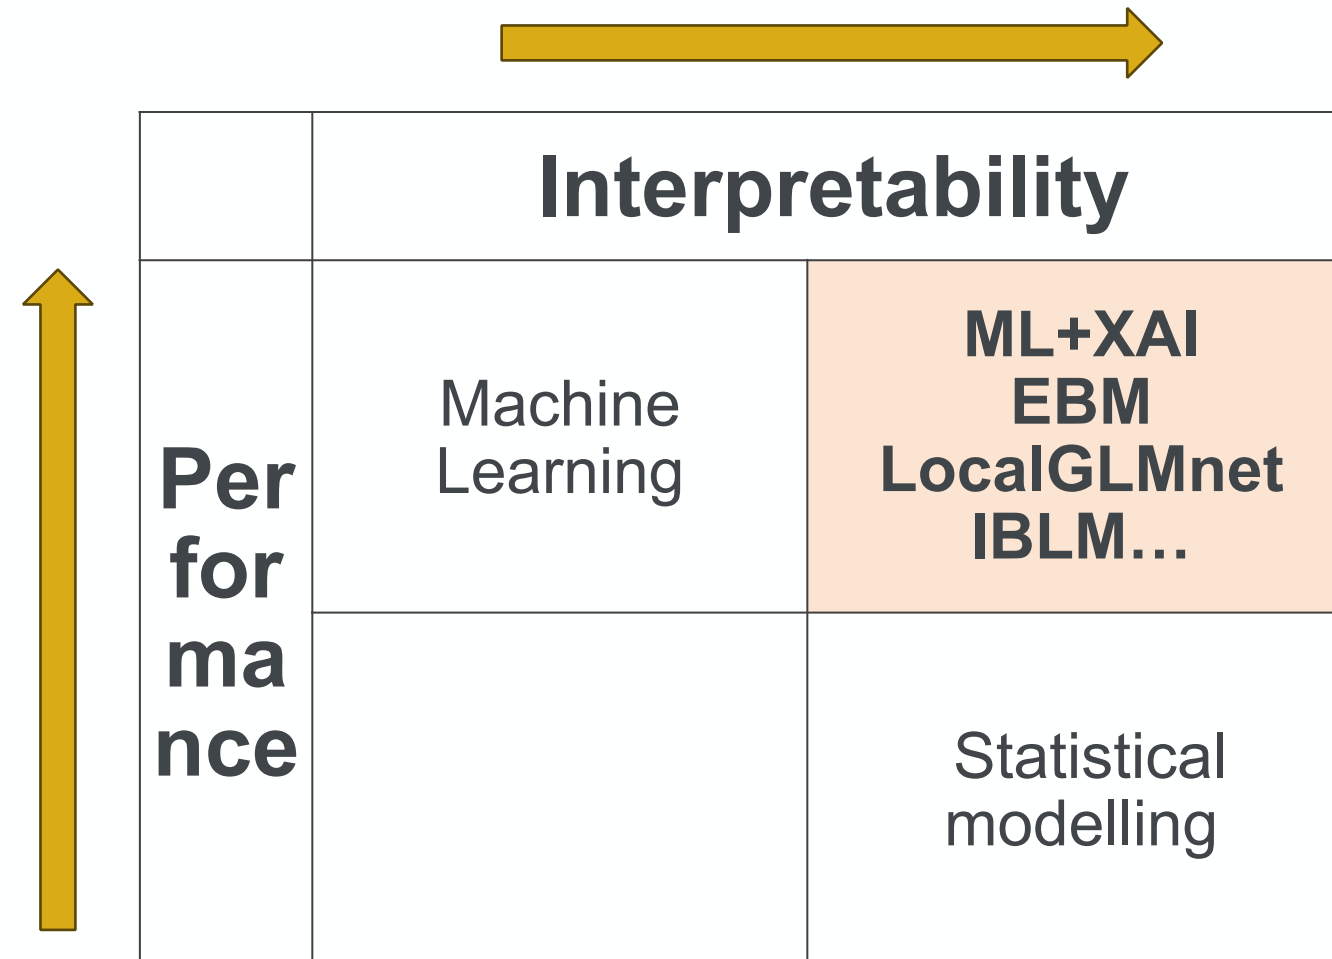 Interpretability
Per
for
ma
nce
Machine
Learning
ML+XAI
EBM
LocalGLMnet
IBLM…
Statistical
modelling